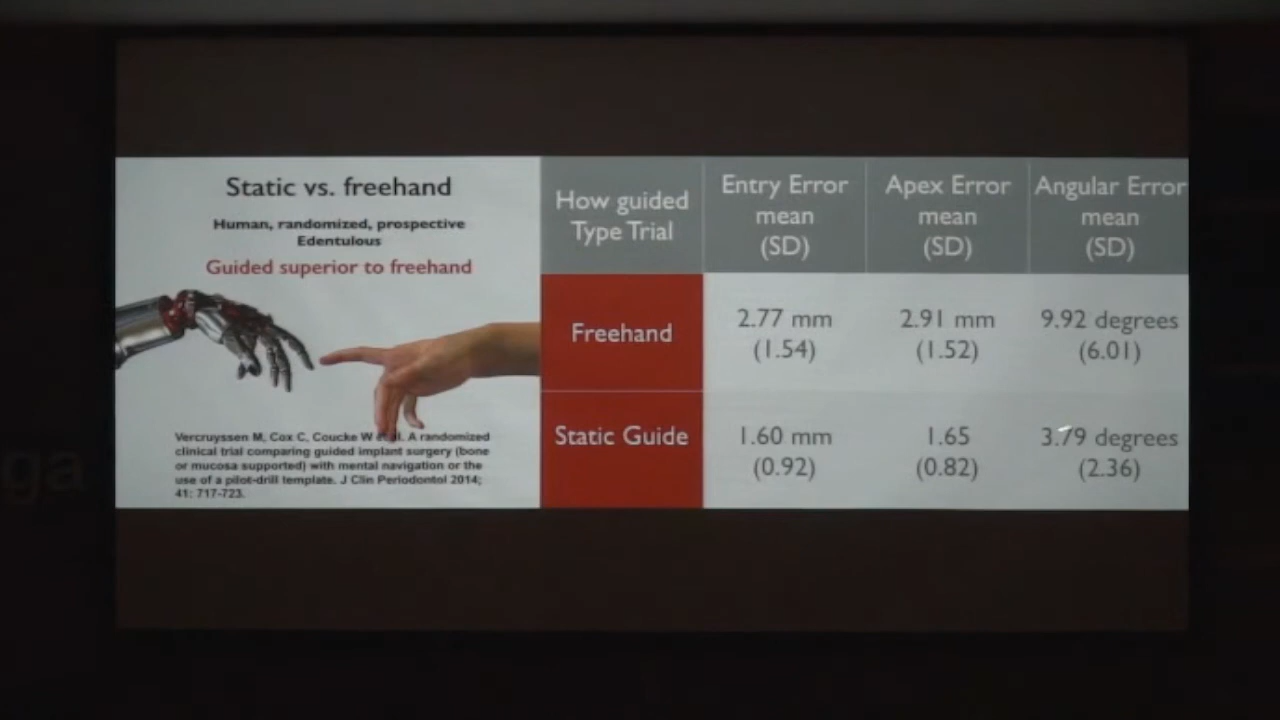 Static vs. freehand
Human, randomized, prospective
Edentulous
Guided superior to freehand
Vercruyssen M, Cox C, Coucke W et al. A randomized
clinical trial comparing guided implant surgery (bone
or mucosa supported) with mental navigation or the
use of a pilot-drill template. J Clin Periodontol 2014;
41: 717-723.
How guided
Type Trial
Entry Error
mean
(SD)
Apex Error
mean
(SD)
Angular Error
mean
(SD)
Freehand
2.77 mm
(1.54)
2.91 mm
(1.52)
9.92 degrees
(6.01)
Static Guide
1.60 mm
(0.92)
1.65
(0.82)
3.79 degrees
(2.36)
ga